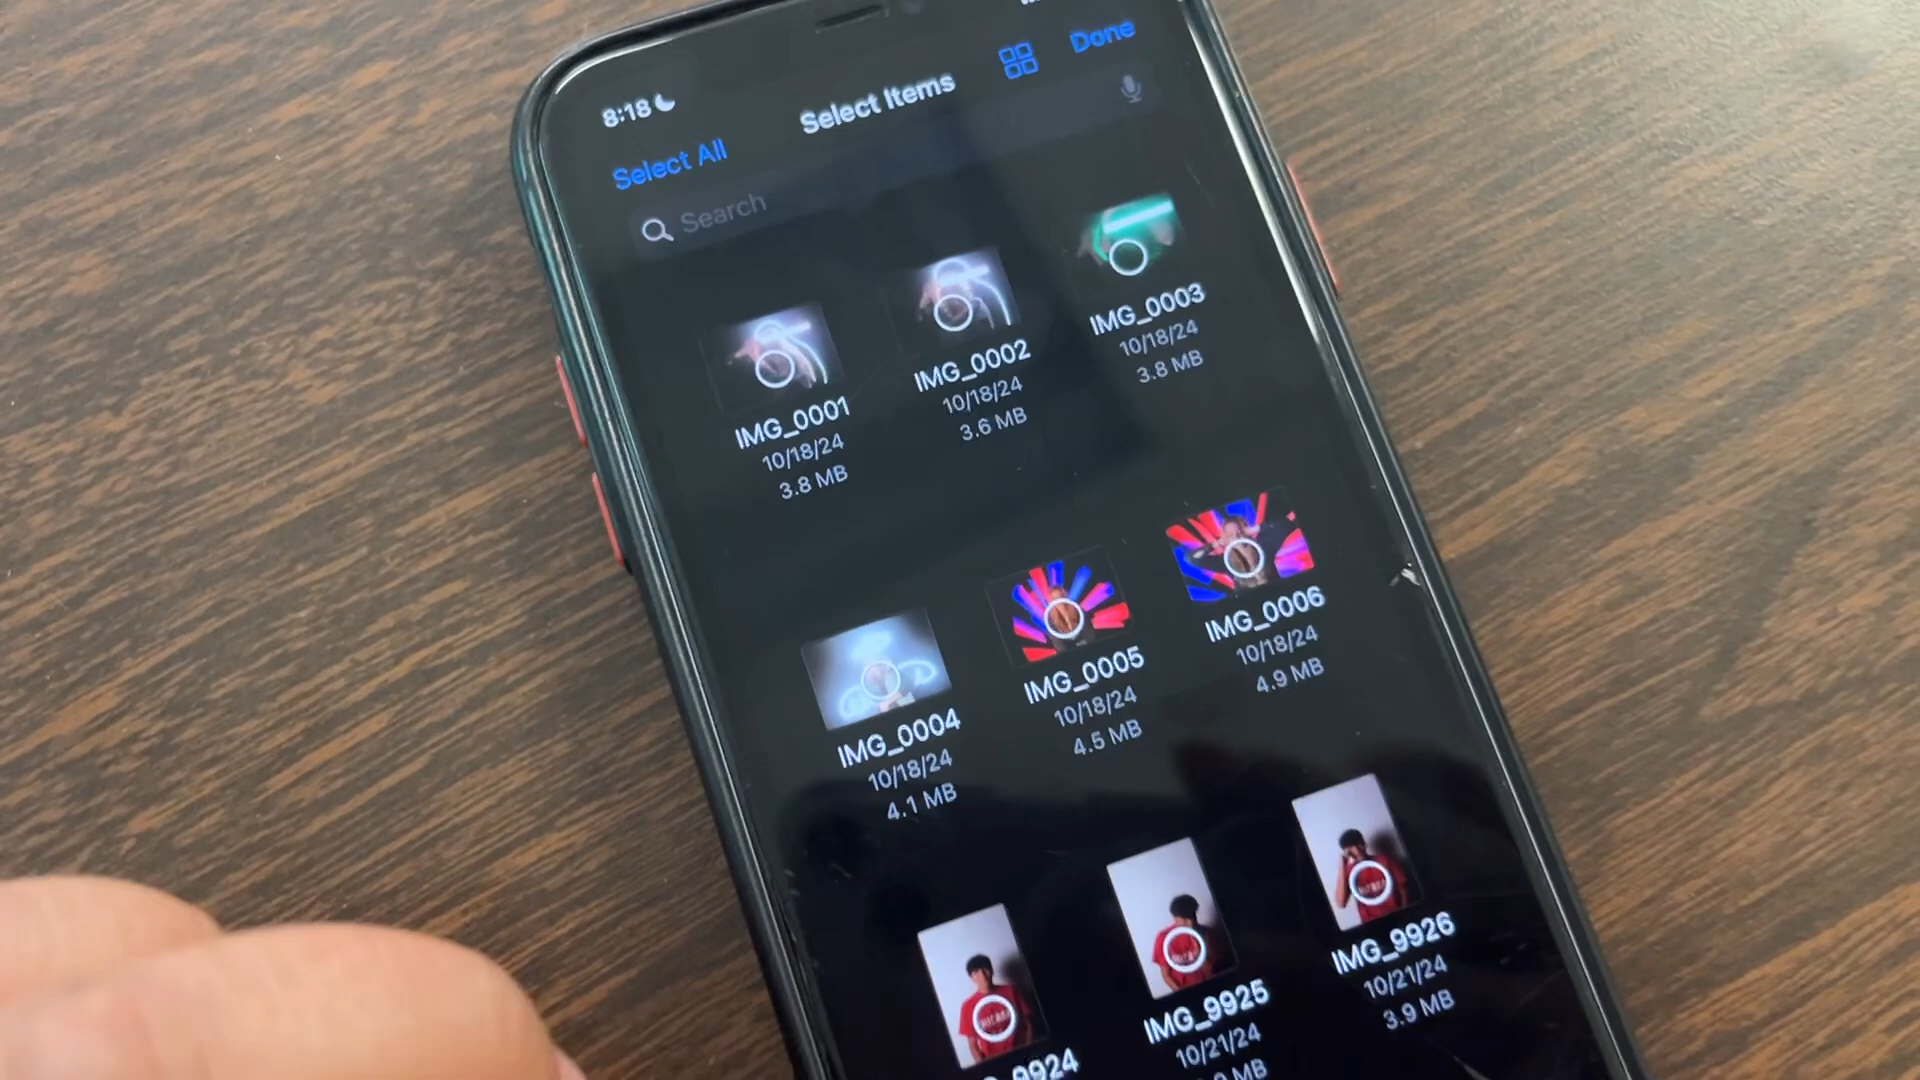 8:18
Select Items
Done
Select All
Search
IMG_0001
10/18/24
3.8 MB
IMG_0002
10/18/24
3.6 MB
IMG_0003
10/18/24
3.8 MB
IMG_0004
10/18/24
4.1 MB
IMG_0005
10/18/24
4.5 MB
IMG_0006
10/18/24
4.9 MB
9924
IMG_9925
10/21/24
MB
IMG_9926
10/21/24
3.9 MB